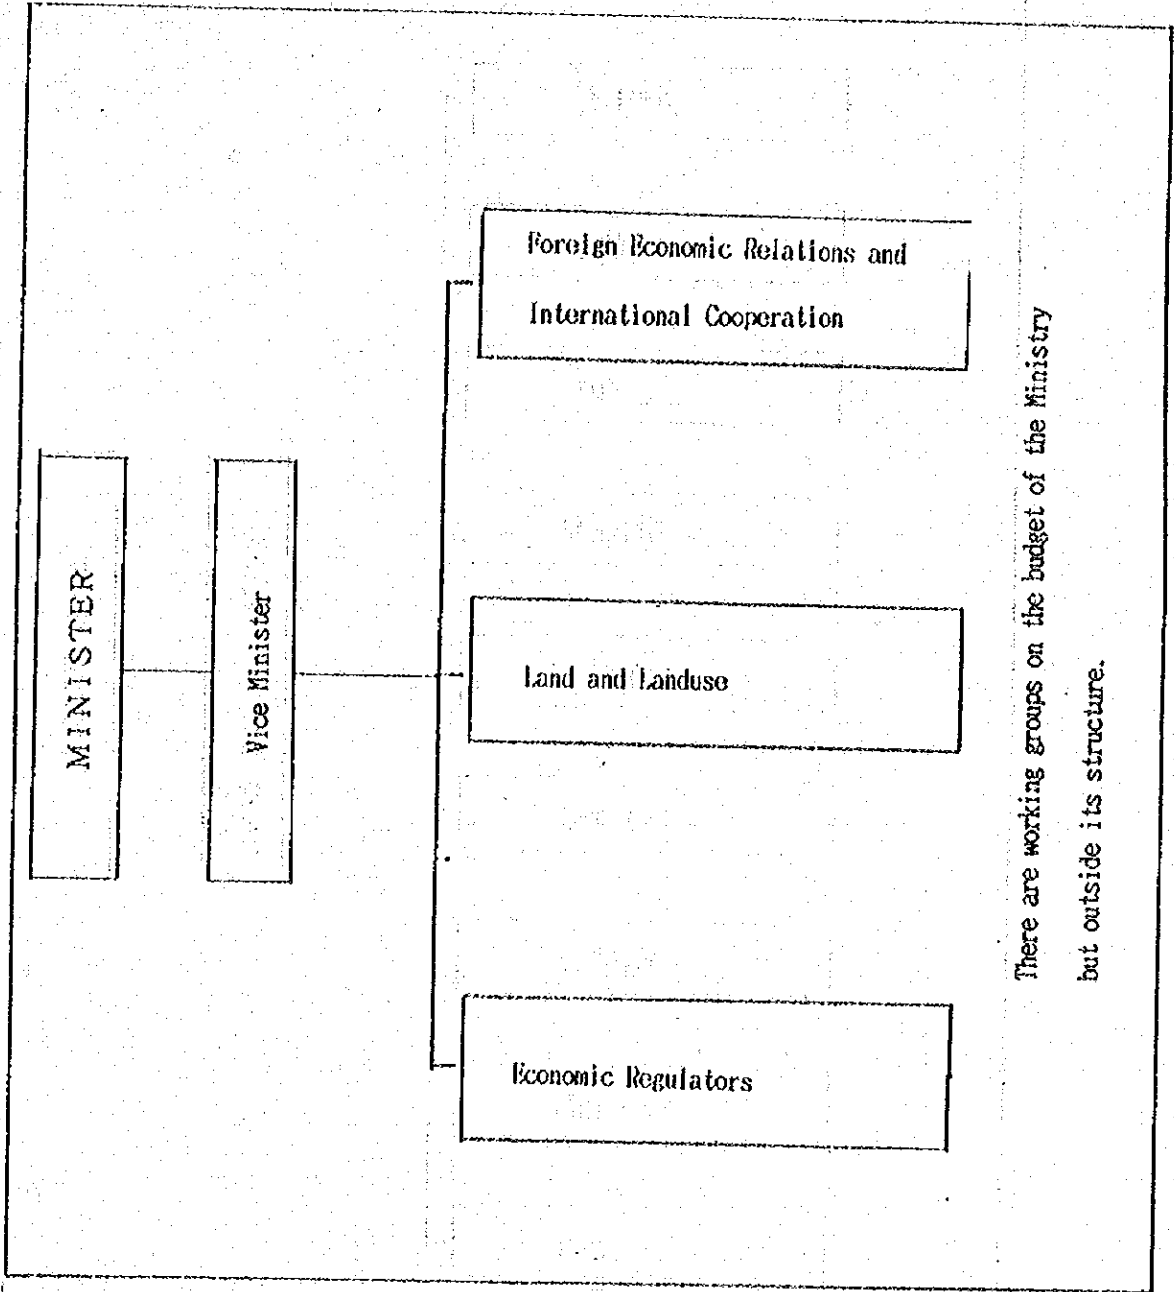 MINISTER
Vice Minister
Foreign Economic Relations and
International Cooperation
Land and Landuse
Economic Regulators
There are working groups on the budget of the Ministry
but outside its structure.